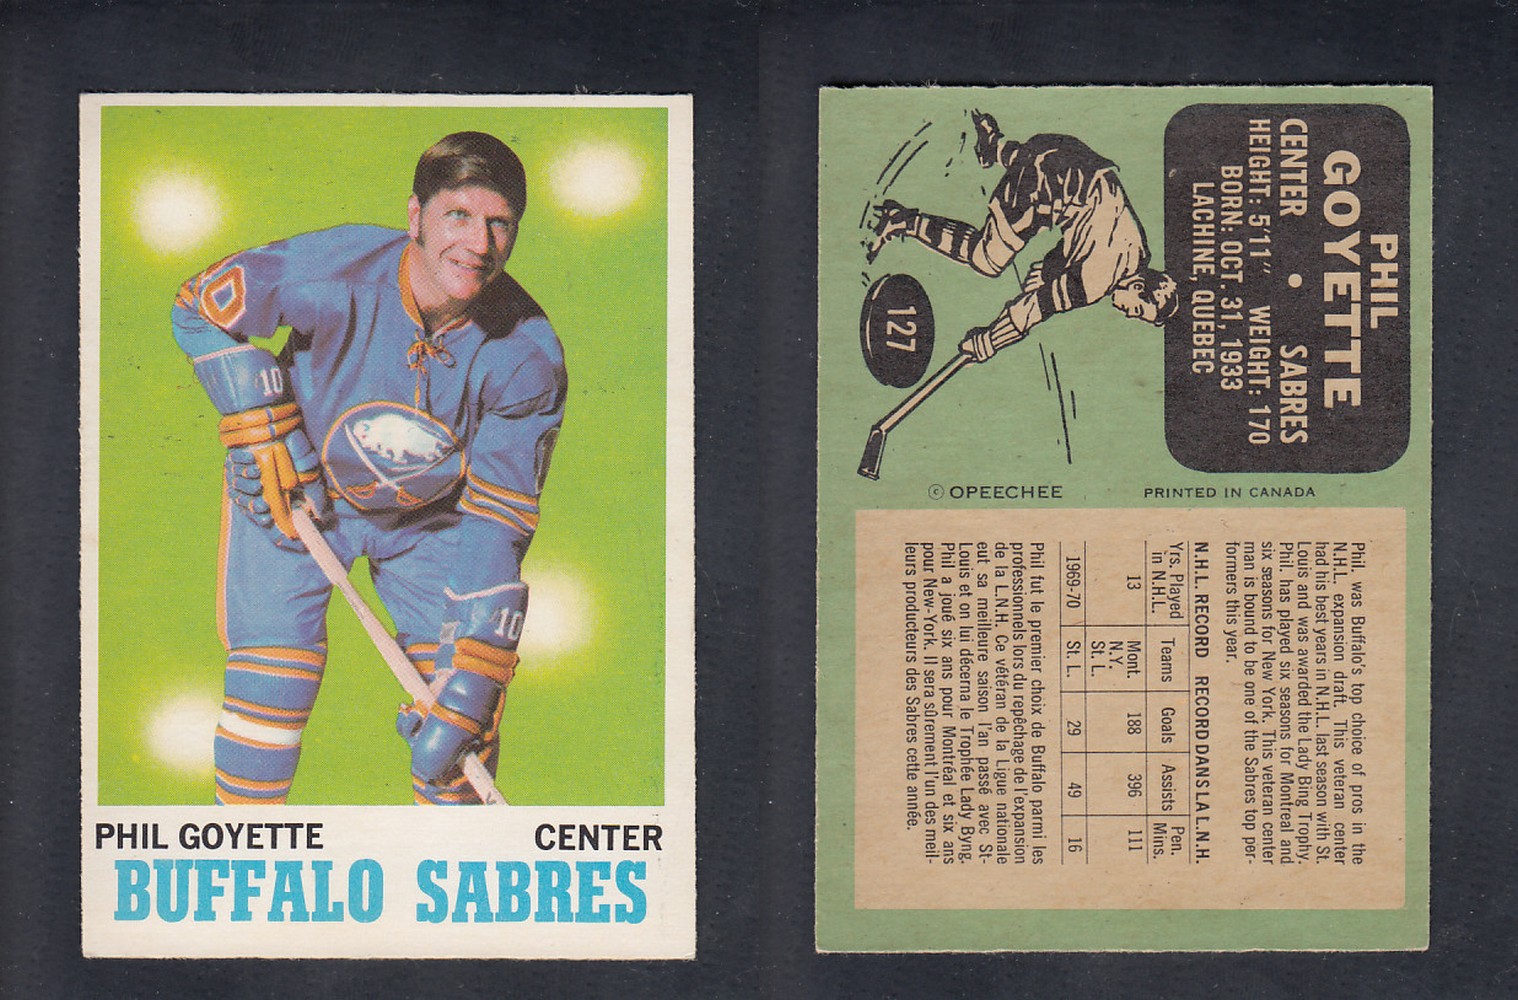 10
10
PHIL GOYETTE CENTER
BUFFALO SABRES
PHIL
GOYETTE
CENTER • SABRES
HEIGHT: 5'11" WEIGHT: 170
BORN: OCT. 31, 1933
LACHINE, QUEBEC
127
© OPEECHEE PRINTED IN CANADA
Phil. was Buffalo's top choice of pros in the
N.H.L. expansion draft. This veteran center
had his best years in N.H.L. last season with St.
Louis and was awarded the Lady Bing Trophy.
Phil. has played six seasons for Montreal and
six seasons for New York. This veteran center
man is bound to be one of the Sabres top per-
formers this year.
N.H.L. RECORD RECORD DANS LA L.N.H.
Yrs. Played Teams Goals Assists Pen.
in N.H.L. Mins.
13 Mont. 188 396 111
N.Y.
St. L.
1969-70 St. L. 29 49 16
Phil fut le premier choix de Buffalo parmi les
professionnels lors du repêchage de l'expansion
de la L.N.H. Ce vétéran de la Ligue nationale
eut sa meilleure saison l'an passé avec St-
Louis et on lui décerna le Trophée Lady Byng.
Phil a joué six ans pour Montréal et six ans
pour New-York. Il sera sûrement l'un des meil-
leurs producteurs des Sabres cette année.